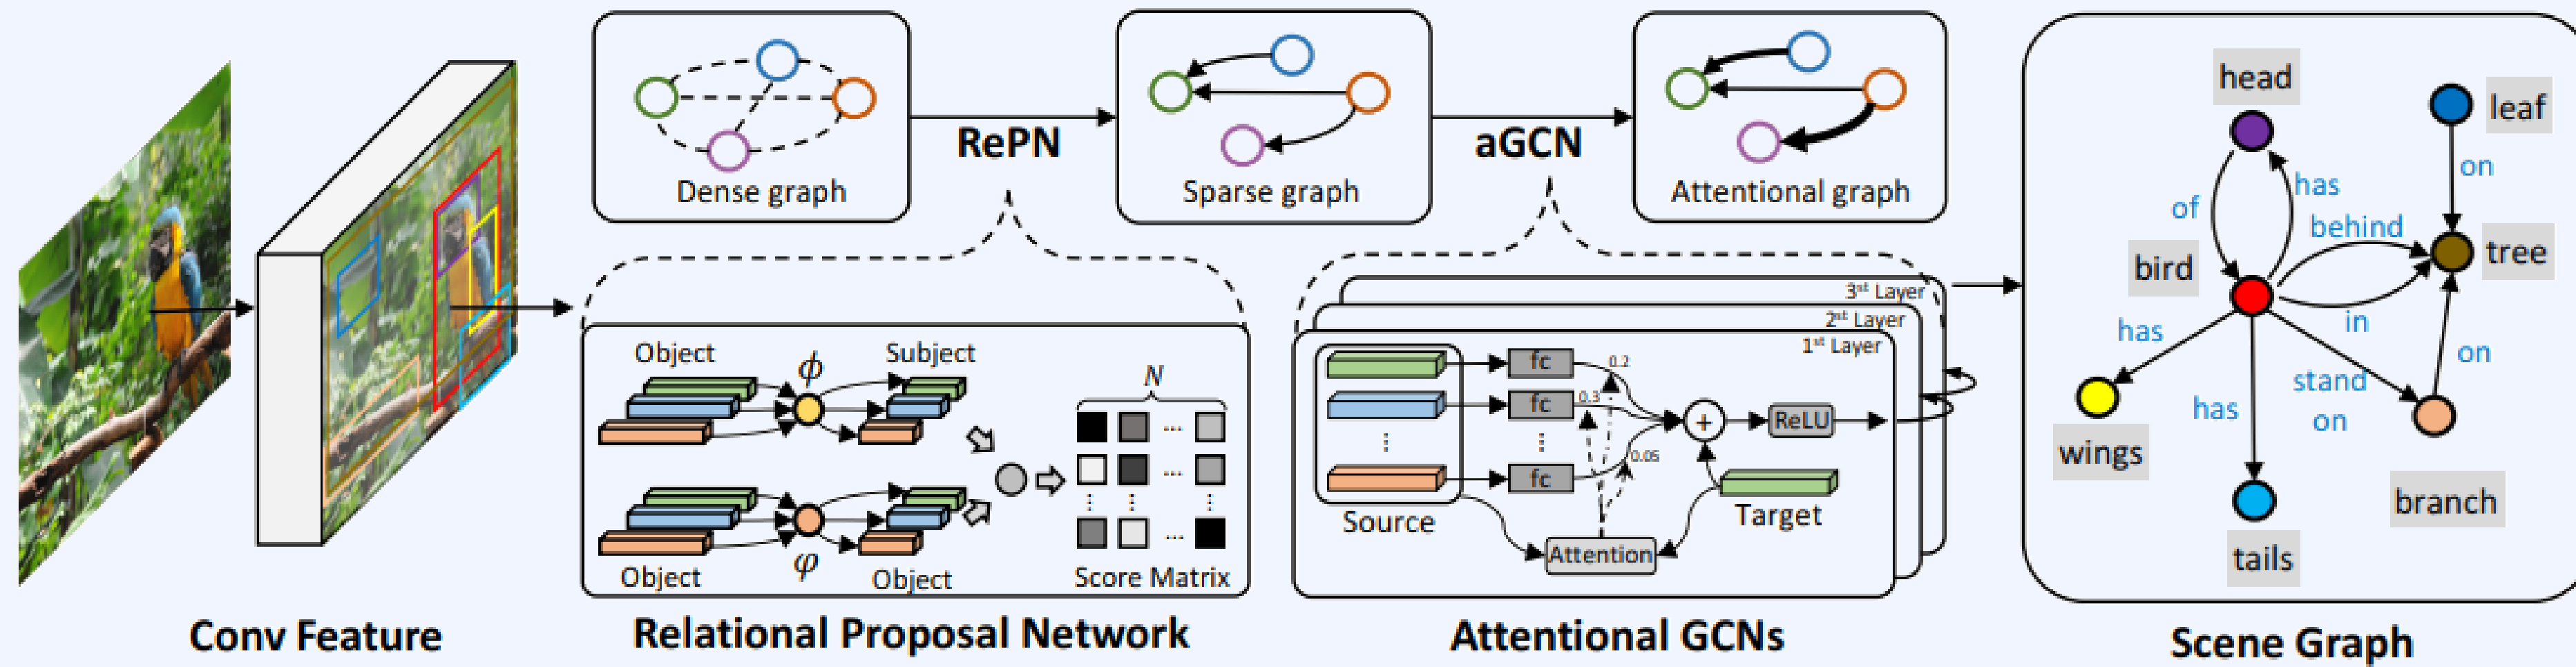 Dense graph
RePN
Sparse graph
aGCN
Attentional graph
Object
ϕ
Subject
N
...
...
...
Object
φ
Object
Score Matrix
3st Layer
2st Layer
1st Layer
fc
0.2
fc
0.3
fc
0.05
+
ReLU
Source
Target
Attention
head
leaf
on
has
of
behind
bird
tree
in
has
stand
on
on
has
wings
branch
tails
Conv Feature
Relational Proposal Network
Attentional GCNs
Scene Graph